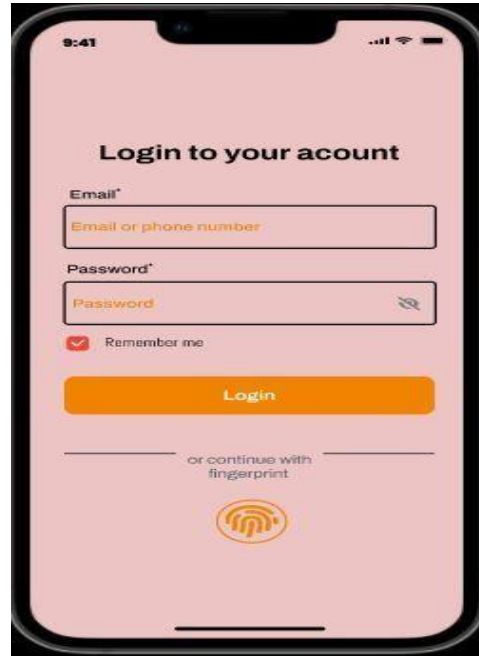 9:41
Login to your acount
Email*
Email or phone number
Password*
Password
Remember me
Login
or continue with
fingerprint